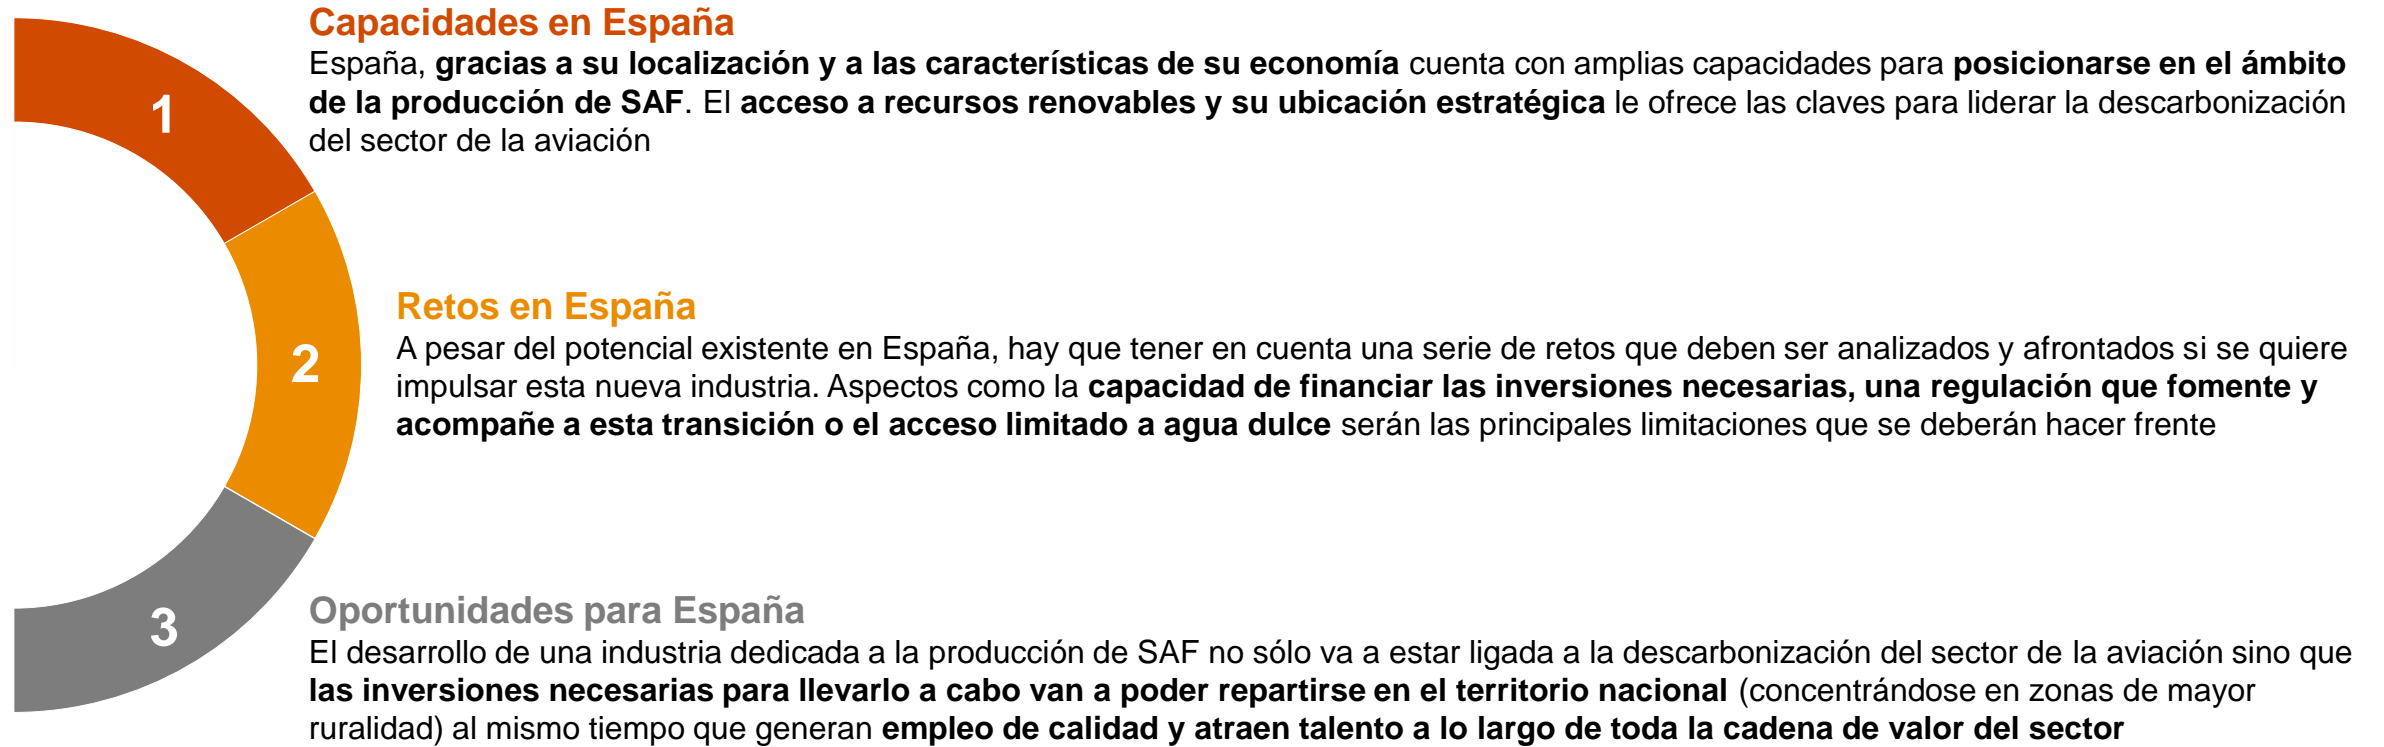 Capacidades en España
España, gracias a su localización y a las características de su economía cuenta con amplias capacidades para posicionarse en el ámbito
de la producción de SAF. El acceso a recursos renovables y su ubicación estratégica le ofrece las claves para liderar la descarbonización
del sector de la aviación
1
Retos en España
A pesar del potencial existente en España, hay que tener en cuenta una serie de retos que deben ser analizados y afrontados si se quiere
impulsar esta nueva industria. Aspectos como la capacidad de financiar las inversiones necesarias, una regulación que fomente y
acompañe a esta transición o el acceso limitado a agua dulce serán las principales limitaciones que se deberán hacer frente
2
Oportunidades para España
El desarrollo de una industria dedicada a la producción de SAF no sólo va a estar ligada a la descarbonización del sector de la aviación sino que
las inversiones necesarias para llevarlo a cabo van a poder repartirse en el territorio nacional (concentrándose en zonas de mayor
ruralidad) al mismo tiempo que generan empleo de calidad y atraen talento a lo largo de toda la cadena de valor del sector
3